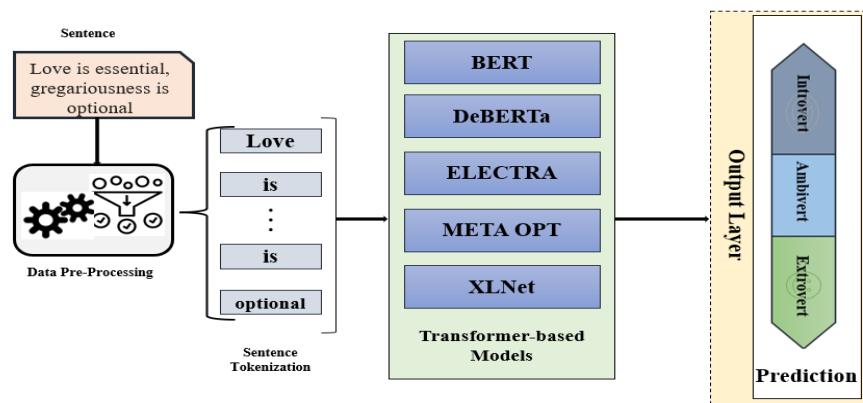 Sentence
Love is essential,
gregariousness is
optional
Data Pre-Processing
Love
is
⋮
is
optional
Sentence
Tokenization
BERT
DeBERTa
ELECTRA
META OPT
XLNet
Transformer-based
Models
Output Layer
Introvert
Ambivert
Extrovert
Prediction